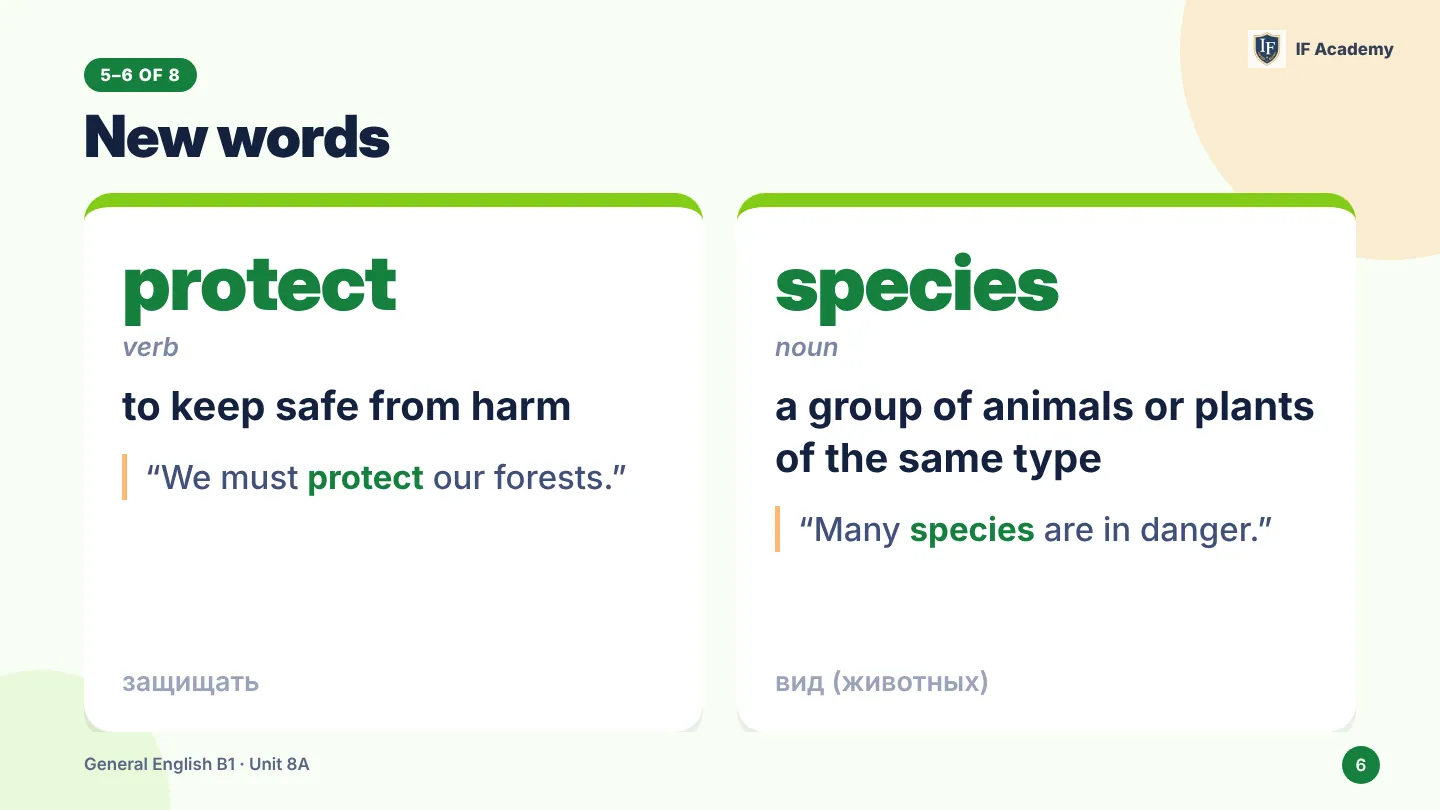 5–6 OF 8
IF
IF Academy
New words
protect
verb
to keep safe from harm
“We must protect our forests.”
защищать
species
noun
a group of animals or plants
of the same type
“Many species are in danger.”
вид (животных)
General English B1 · Unit 8A
6